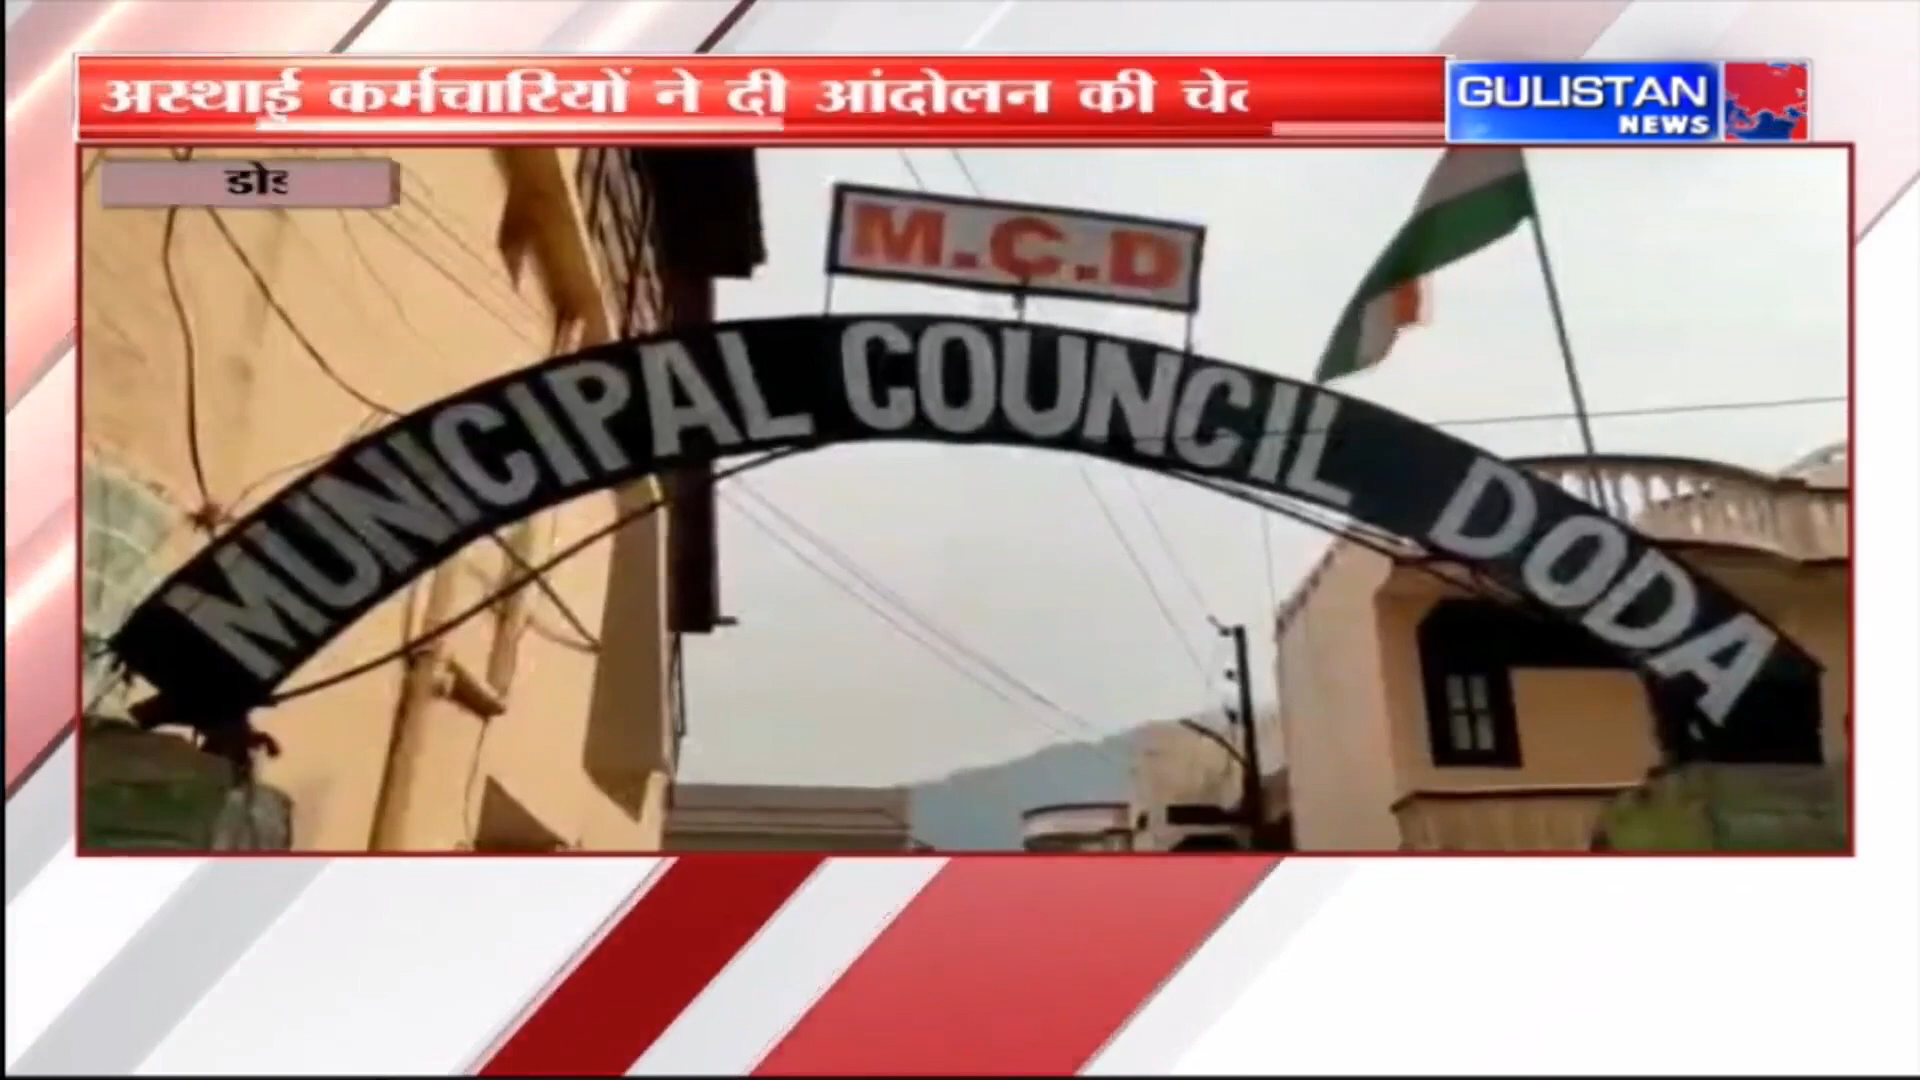 अस्थाई कर्मचारियों ने दी आंदोलन की
GULISTAN
NEWS
M.C.D
MUNICIPAL COUNCIL DODA